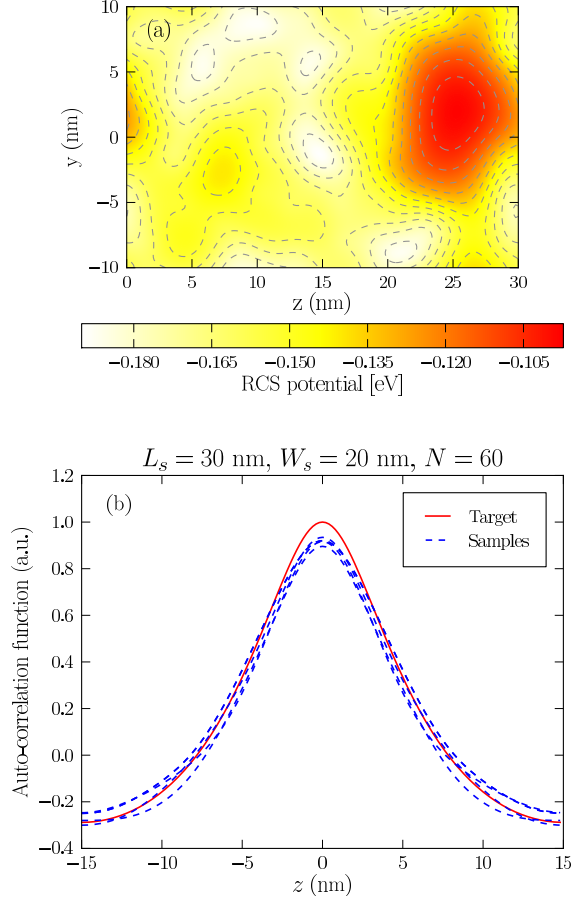 (a)
10
5
0
−5
−10
y (nm)
0 5 10 15 20 25 30
z (nm)
−0.180 −0.165 −0.150 −0.135 −0.120 −0.105
RCS potential [eV]
L_s = 30 nm, W_s = 20 nm, N = 60
(b)
Target
Samples
1.2
1.0
0.8
0.6
0.4
0.2
0.0
−0.2
−0.4
Auto-correlation function (a.u.)
−15 −10 −5 0 5 10 15
z (nm)